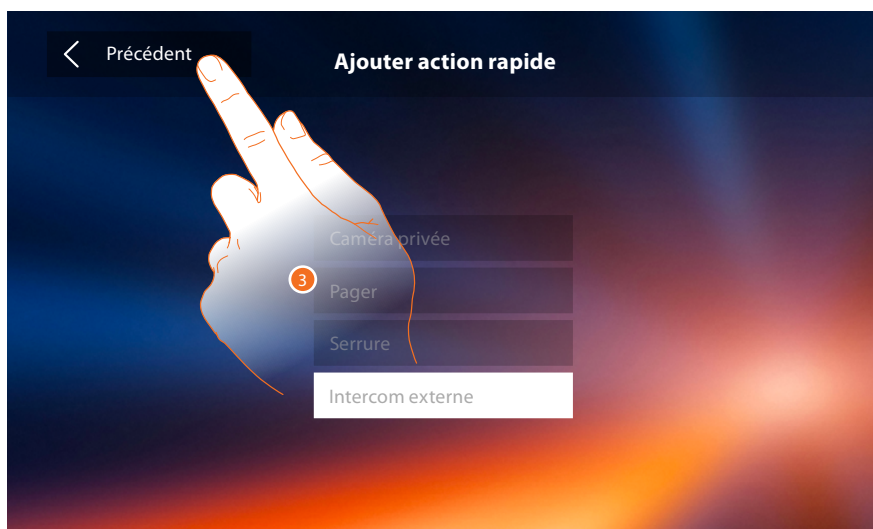 Précédent
Ajouter action rapide
Caméra privée
3
Pager
Serrure
Intercom externe